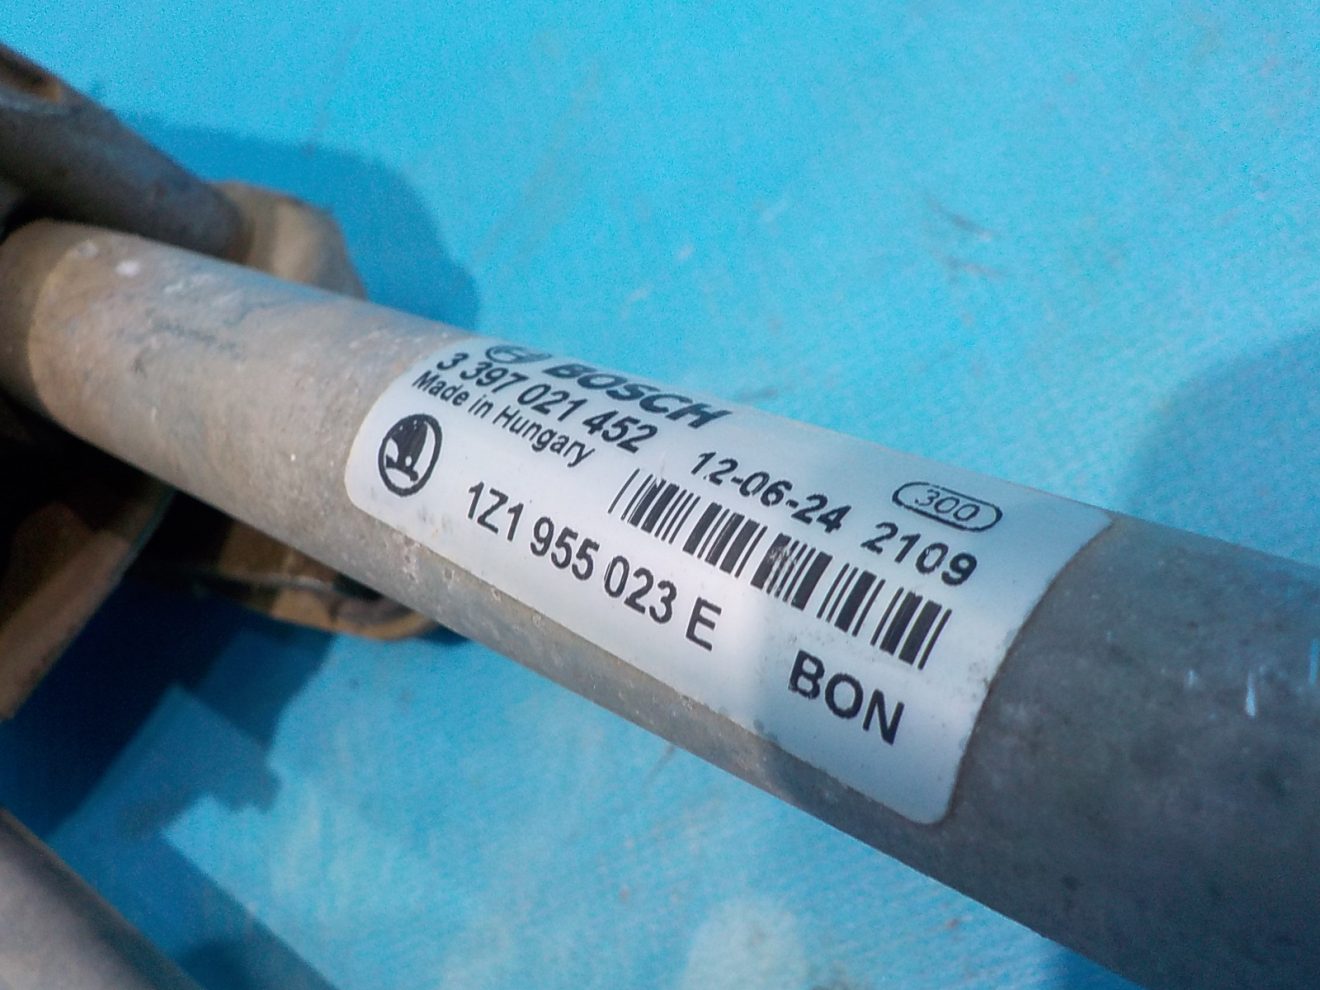 BOSCH
3 397 021 452
Made in Hungary
12-06-24 2109
300
1Z1 955 023 E
BON